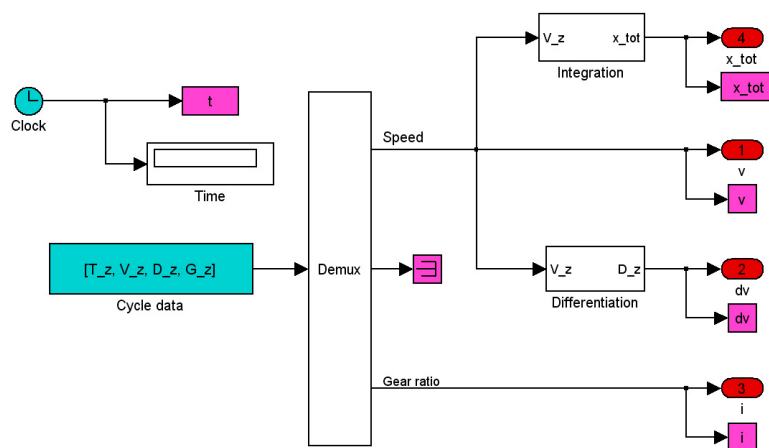 V_z x_tot
Integration
4
x_tot
x_tot
t
Clock
Time
Speed
1
v
v
[T_z, V_z, D_z, G_z]
Cycle data
Demux
V_z D_z
Differentiation
2
dv
dv
Gear ratio
3
i
i